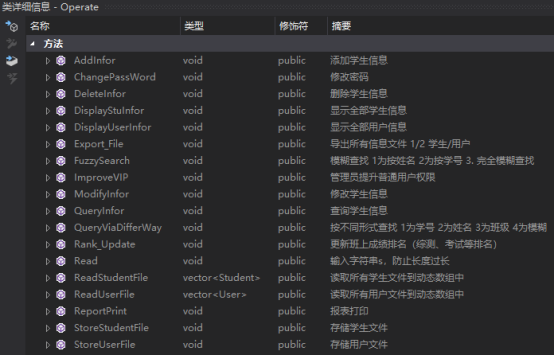 类详细信息 - Operate
名称 类型 修饰符 摘要
方法
AddInfor void public 添加学生信息
ChangePassWord void public 修改密码
DeleteInfor void public 删除学生信息
DisplayStuInfor void public 显示全部学生信息
DisplayUserInfor void public 显示全部用户信息
Export_File void public 导出所有信息文件 1/2 学生/用户
FuzzySearch void public 模糊查找 1为按姓名 2为按学号 3. 完全模糊查找
ImproveVIP void public 管理员提升普通用户权限
ModifyInfor void public 修改学生信息
QueryInfor void public 查询学生信息
QueryViaDifferWay void public 按不同形式查找 1为学号 2为姓名 3为班级 4为模糊
Rank_Update void public 更新班上成绩排名（综测、考试等排名）
Read void public 输入字符串s，防止长度过长
ReadStudentFile vector<Student> public 读取所有学生文件到动态数组中
ReadUserFile vector<User> public 读取所有用户文件到动态数组中
ReportPrint void public 报表打印
StoreStudentFile void public 存储学生文件
StoreUserFile void public 存储用户文件